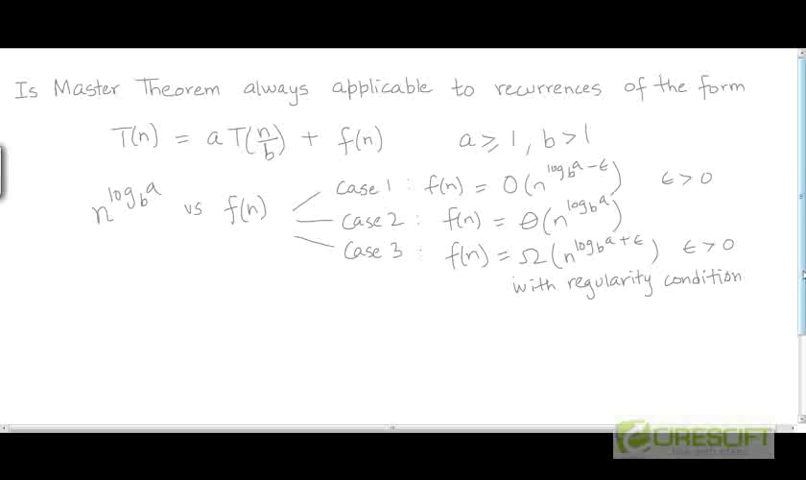 Is Master Theorem always applicable to recurrences of the form
T(n) = a T(n/b) + f(n) a ≥ 1, b > 1
n^{log_b a} vs f(n)
Case 1 : f(n) = O(n^{log_b a - ε}) ε > 0
Case 2 : f(n) = Θ(n^{log_b a})
Case 3 : f(n) = Ω(n^{log_b a + ε}) ε > 0
with regularity condition